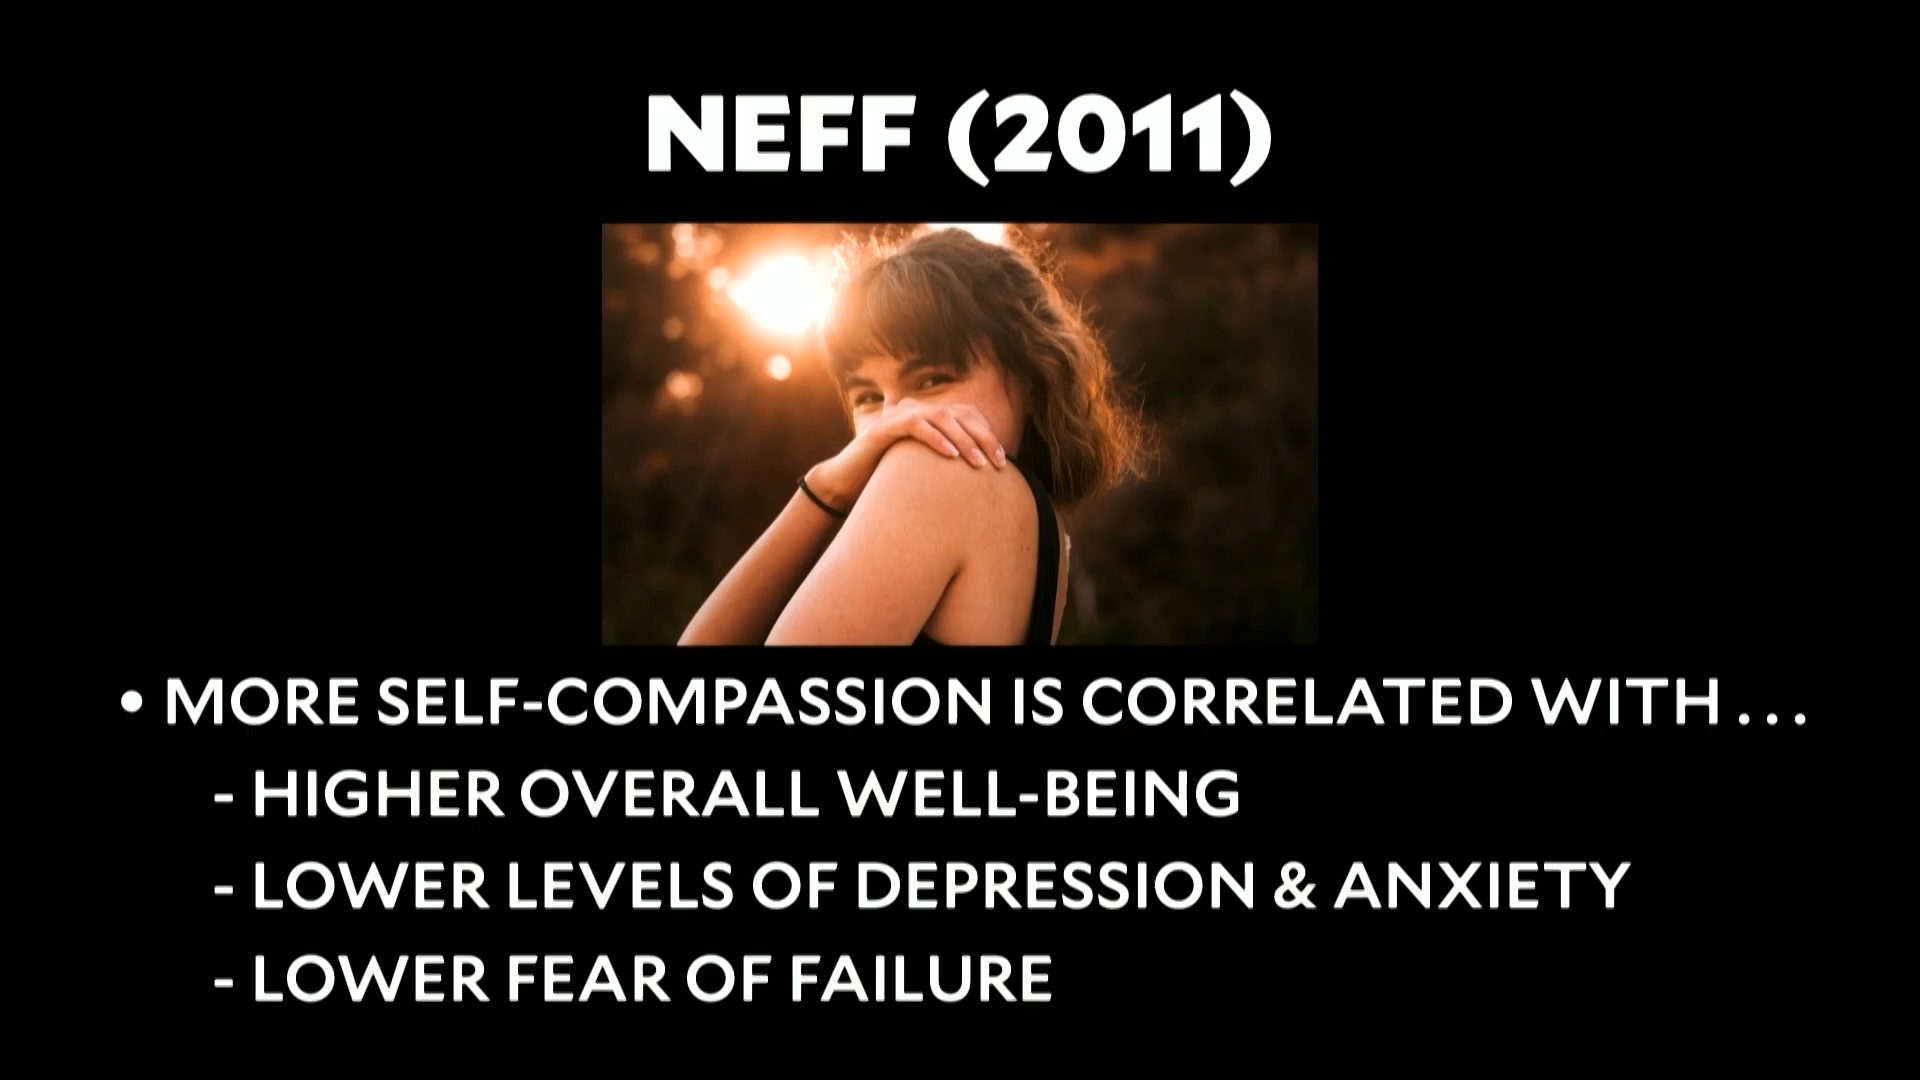 NEFF (2011)
• MORE SELF-COMPASSION IS CORRELATED WITH . . .
- HIGHER OVERALL WELL-BEING
- LOWER LEVELS OF DEPRESSION & ANXIETY
- LOWER FEAR OF FAILURE